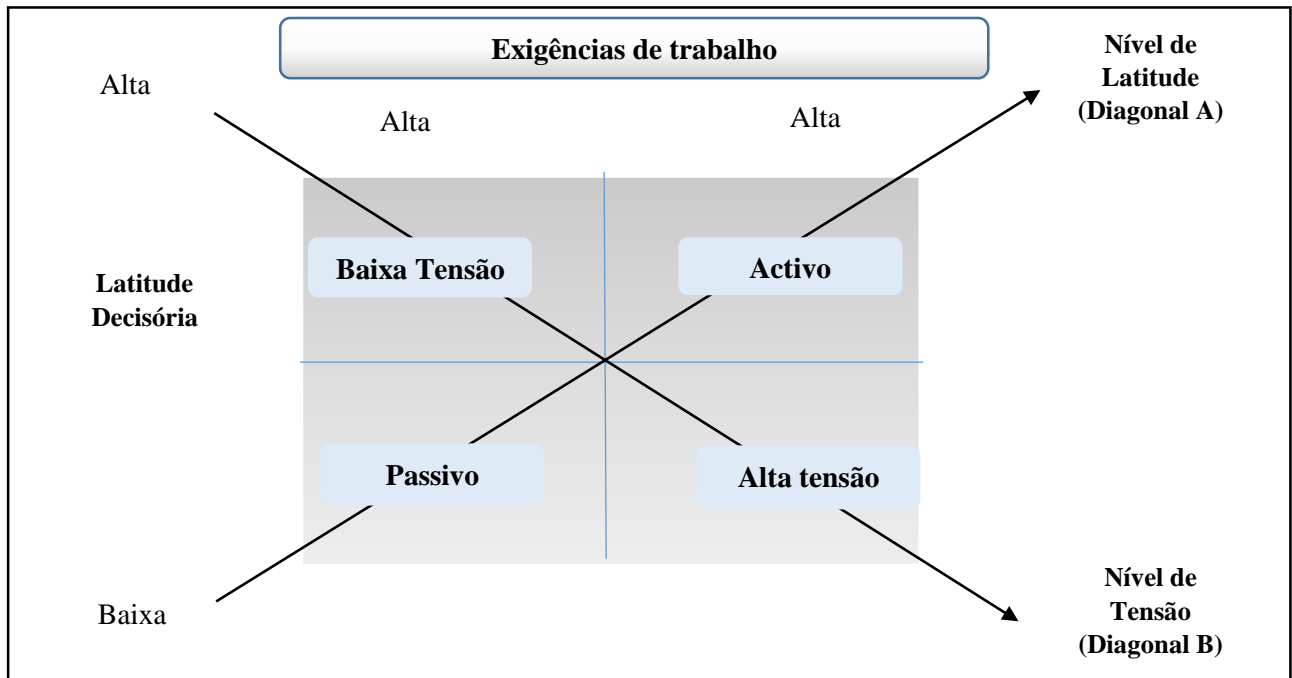 Exigências de trabalho
Nível de
Latitude
(Diagonal A)
Alta
Alta
Alta
Baixa Tensão
Activo
Latitude
Decisória
Passivo
Alta tensão
Baixa
Nível de
Tensão
(Diagonal B)